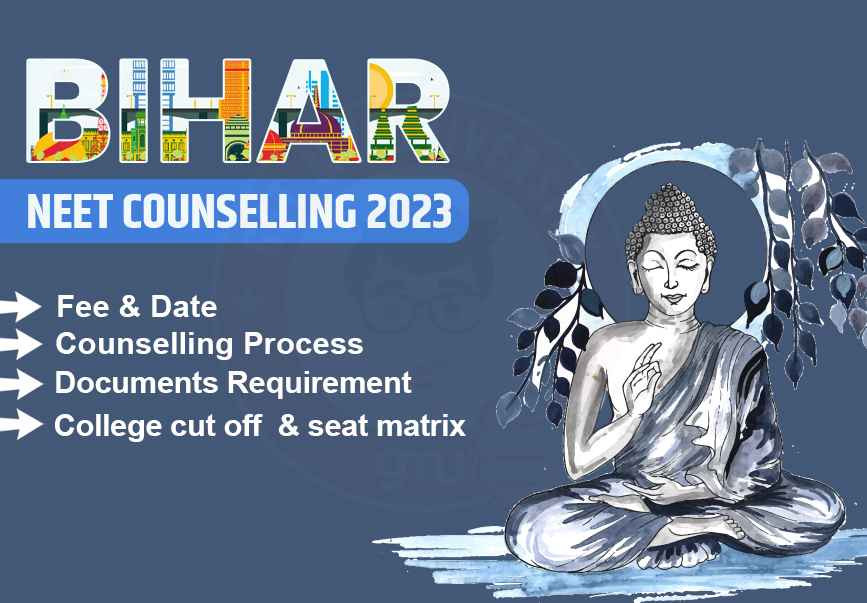 BIHAR
NEET COUNSELLING 2023
Fee & Date
Counselling Process
Documents Requirement
College cut off & seat matrix